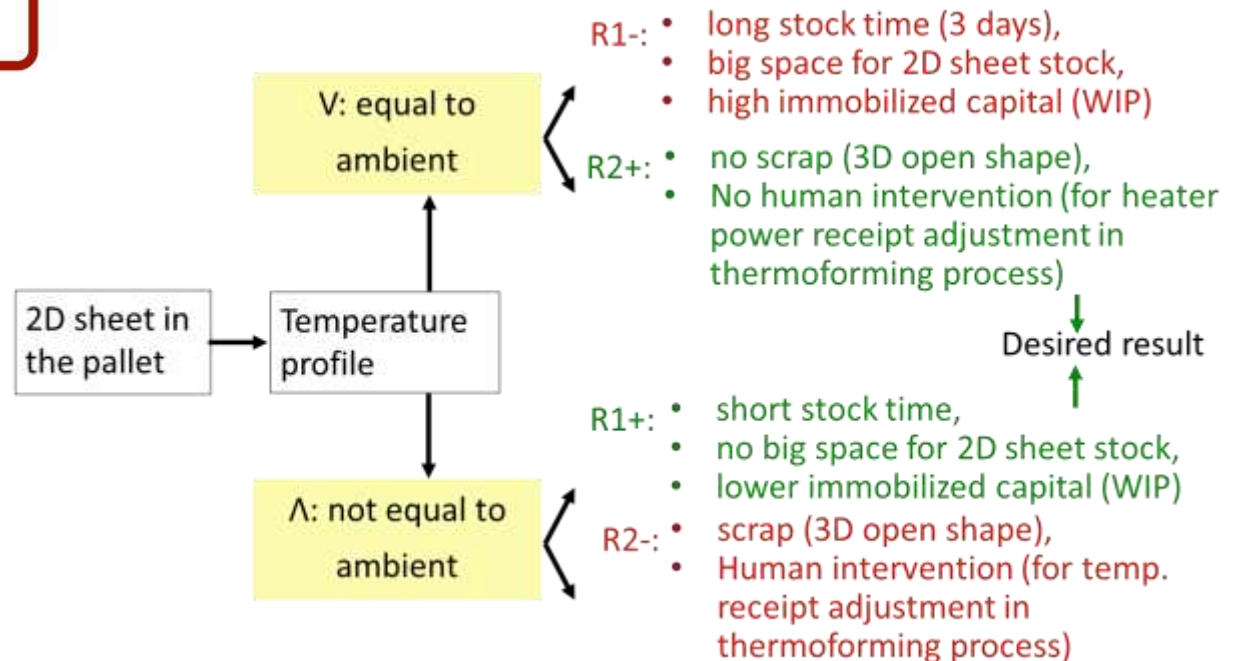 R1-:
• long stock time (3 days),
• big space for 2D sheet stock,
• high immobilized capital (WIP)
V: equal to
ambient
R2+:
• no scrap (3D open shape),
• No human intervention (for heater
power receipt adjustment in
thermoforming process)
2D sheet in
the pallet
Temperature
profile
Desired result
R1+:
• short stock time,
• no big space for 2D sheet stock,
• lower immobilized capital (WIP)
Λ: not equal to
ambient
R2-:
• scrap (3D open shape),
• Human intervention (for temp.
receipt adjustment in
thermoforming process)